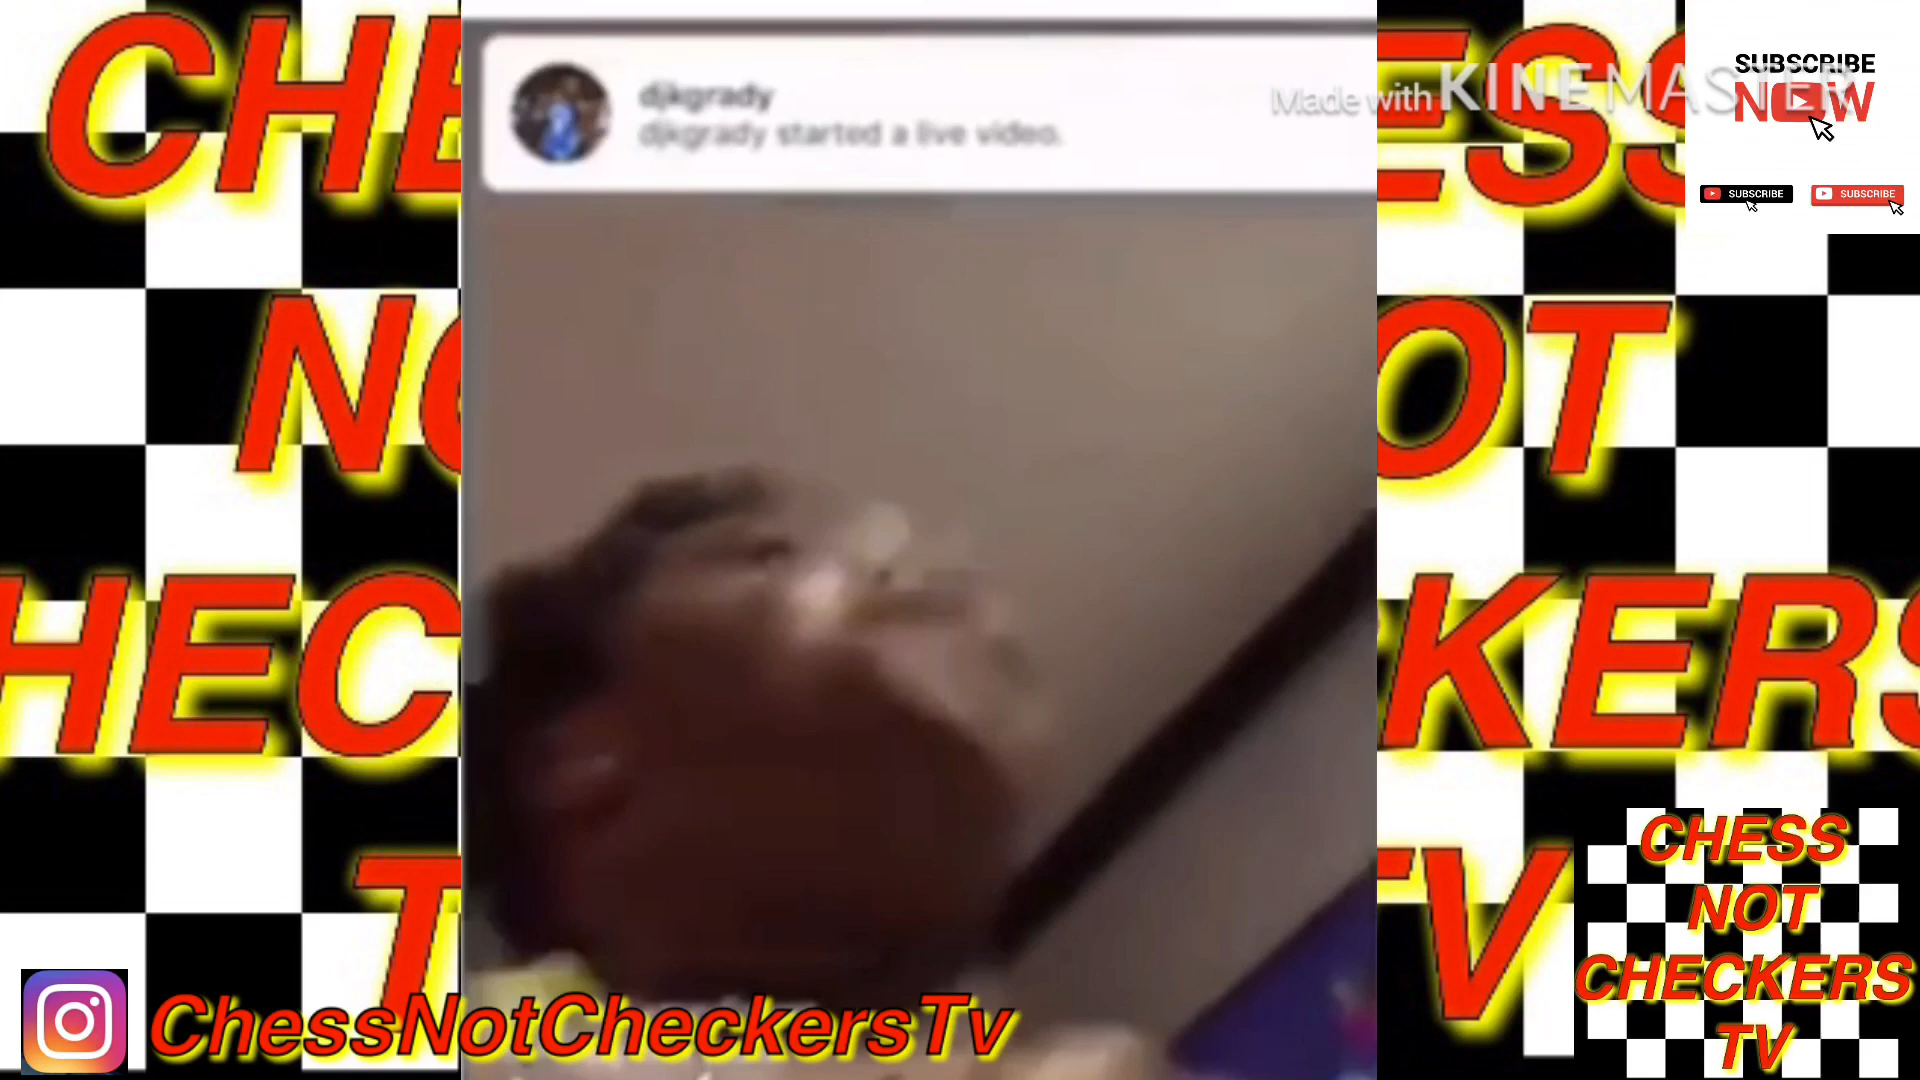 djkgrady
djkgrady started a live video.
Made with KINEMASTER
SUBSCRIBE
NOW
SUBSCRIBE
SUBSCRIBE
CHE
ESS
NO
OT
HEC
KERS
T
TV
ChessNotCheckersTv
CHESS
NOT
CHECKERS
TV